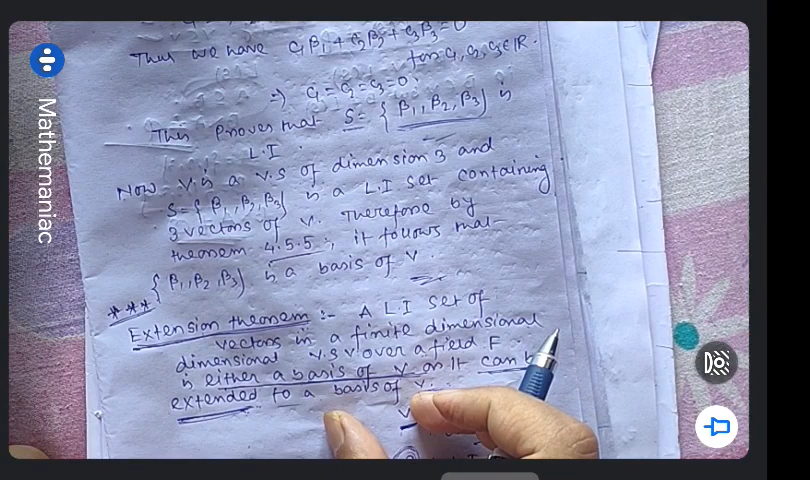 Thus we have c₁β₁ + c₂β₂ + c₃β₃ = 0
for c₁, c₂, c₃ ∈ IR.
=) c₁ = c₂ = c₃ = 0.
This Proves that S = {β₁, β₂, β₃} is
L.I
Now V is a V.S of dimension 3 and
S = {β₁, β₂, β₃} is a L.I set containing
3 vectors of V. Therefore by
theorem 4.5.5, it follows that
{β₁, β₂, β₃} is a basis of V.
***
Extension theorem :- A L.I set of
vectors in a finite dimensional
dimensional V.S V over a field F
is either a basis of V or It can b
extended to a basis of V.
Mathemaniac